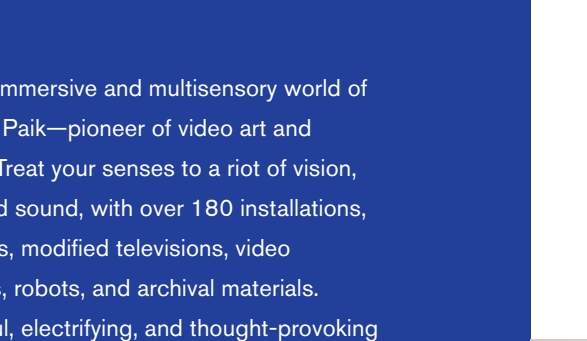 mmersive and multisensory world of
Paik—pioneer of video art and
Treat your senses to a riot of vision,
d sound, with over 180 installations,
s, modified televisions, video
s, robots, and archival materials.
ul, electrifying, and thought-provoking